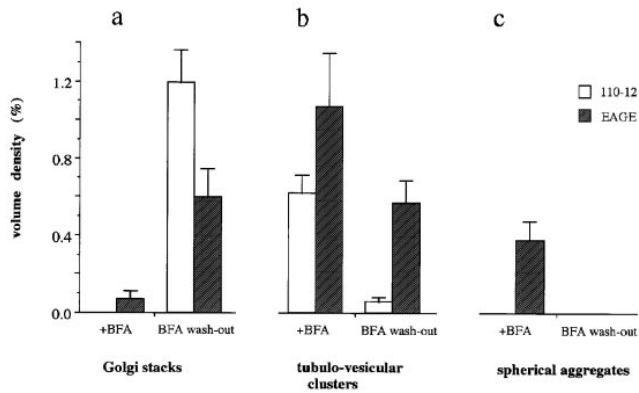 a b c
110-12
EAGE
volume density (%)
1.2
0.8
0.4
0.0
+BFA BFA wash-out +BFA BFA wash-out +BFA BFA wash-out
Golgi stacks
tubulo-vesicular
clusters
spherical aggregates